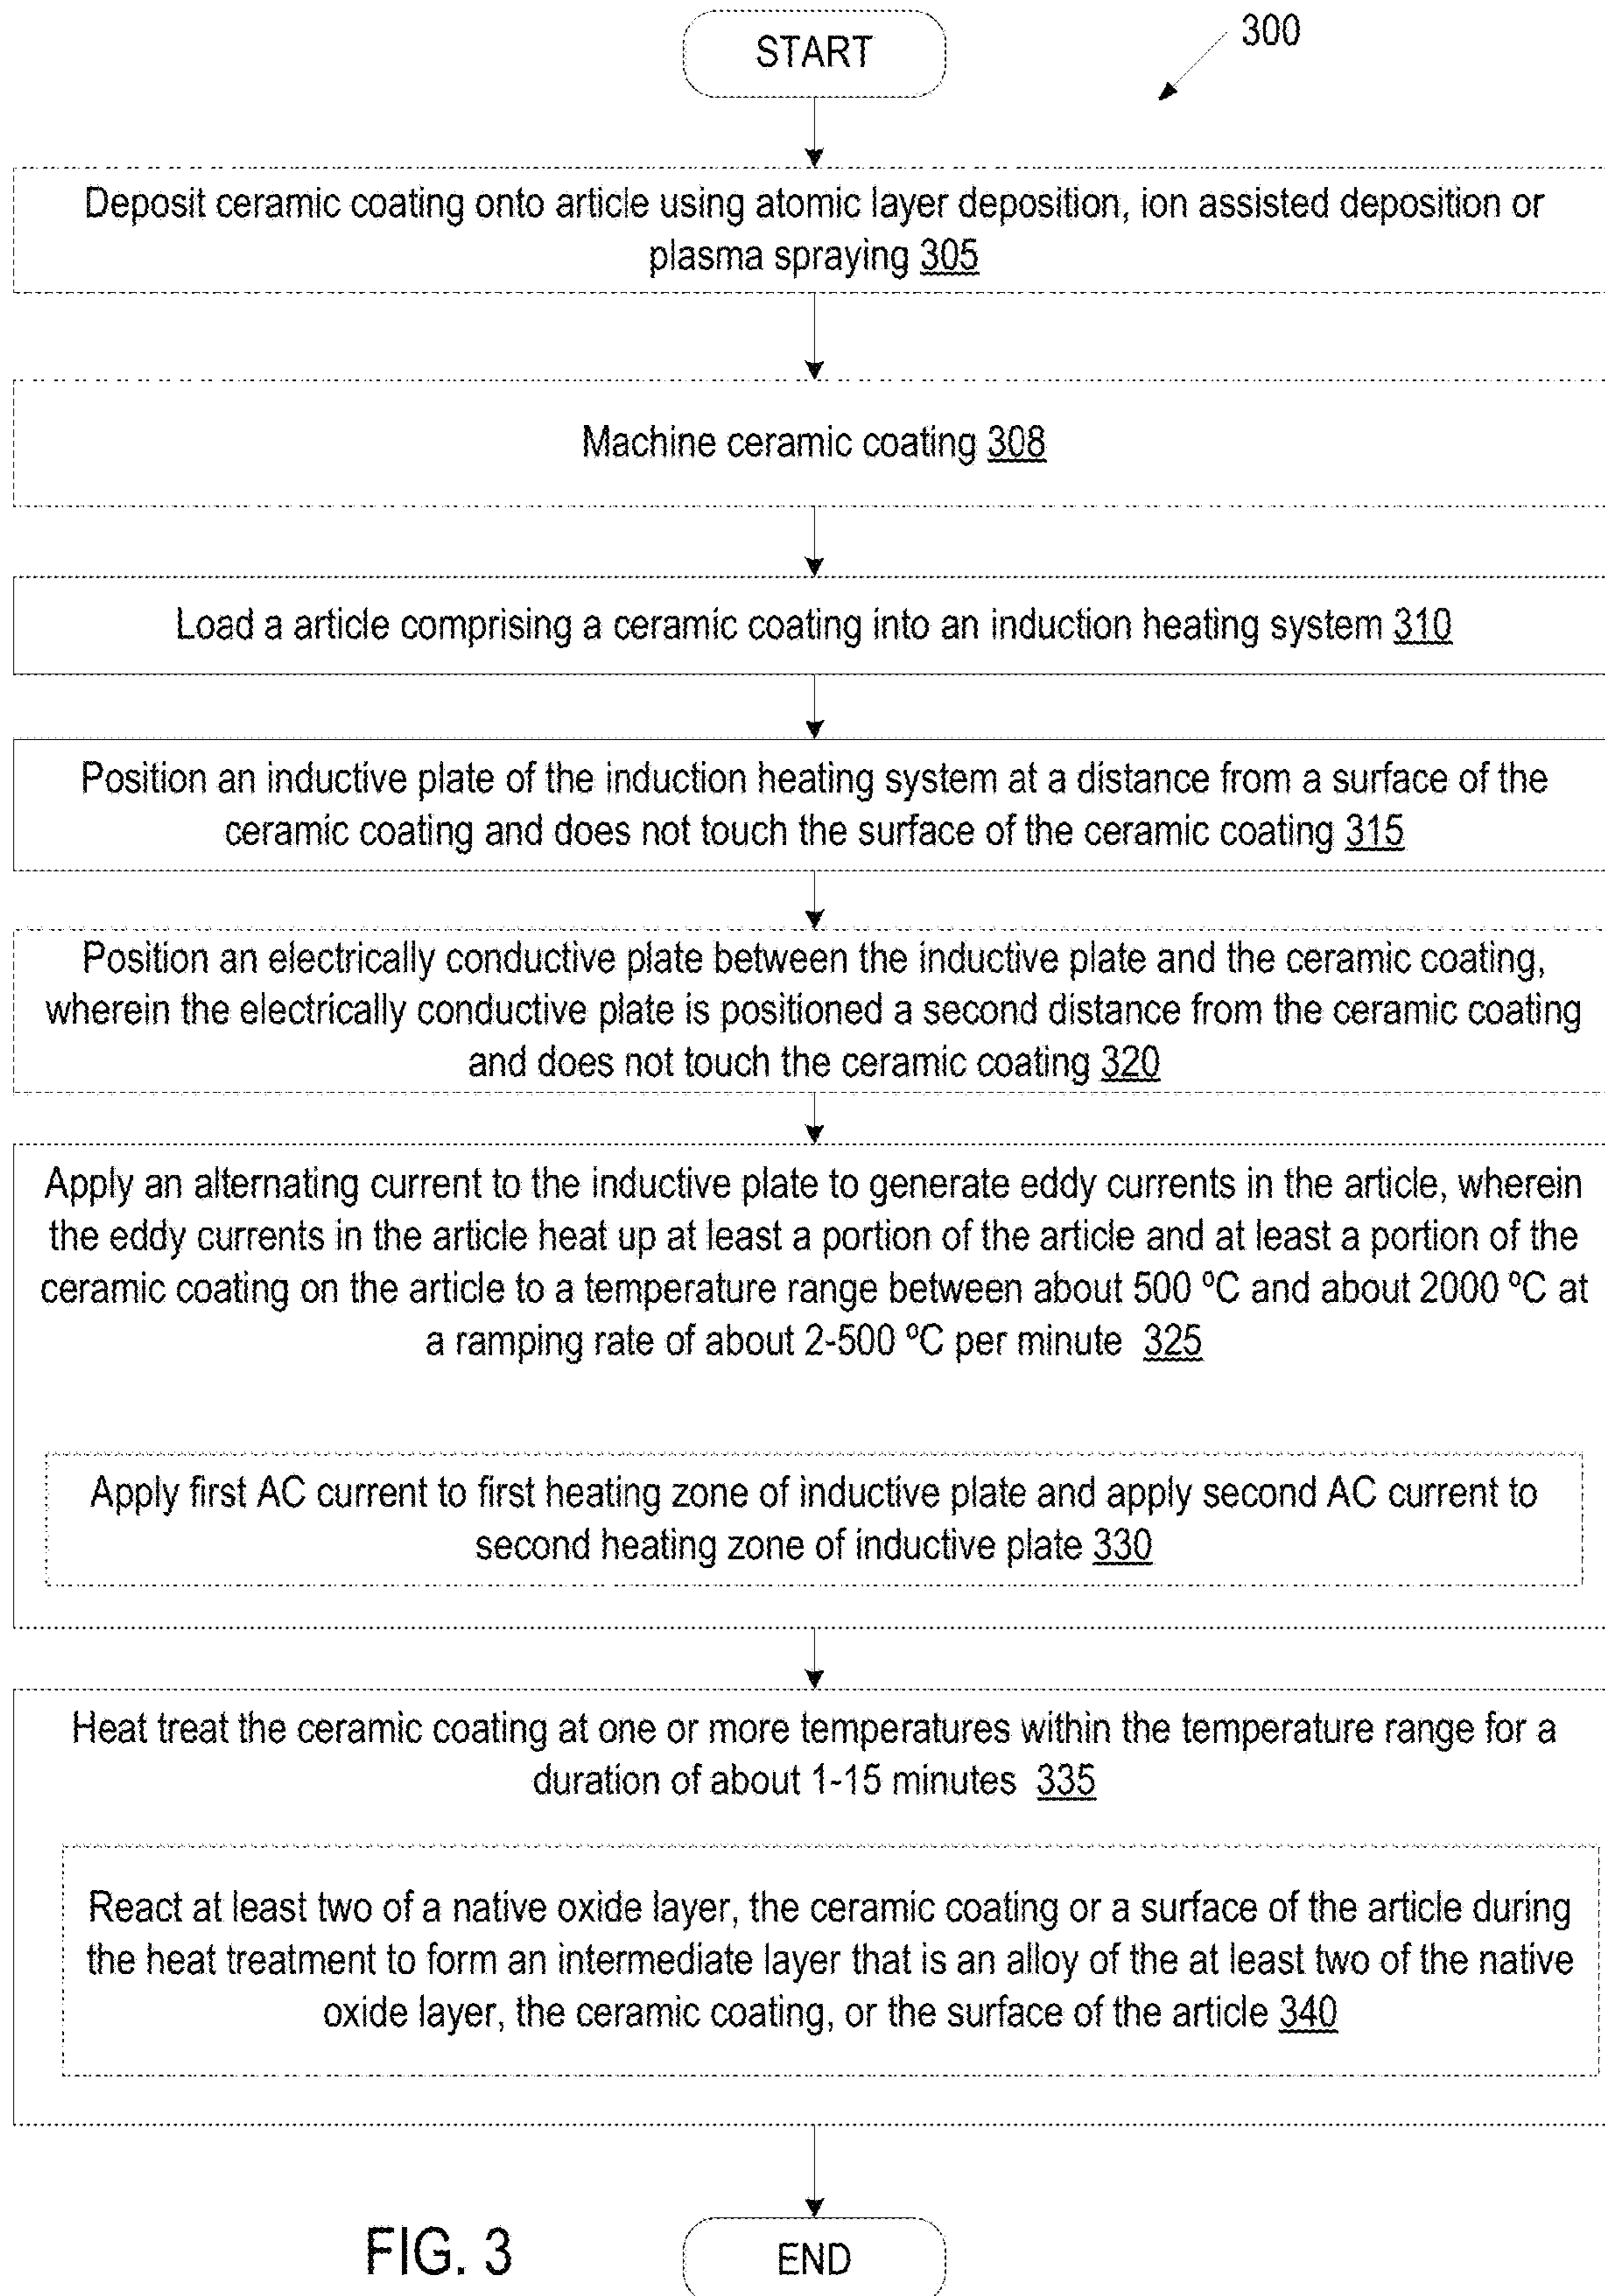 START
300
Deposit ceramic coating onto article using atomic layer deposition, ion assisted deposition or
plasma spraying 305
Machine ceramic coating 308
Load a article comprising a ceramic coating into an induction heating system 310
Position an inductive plate of the induction heating system at a distance from a surface of the
ceramic coating and does not touch the surface of the ceramic coating 315
Position an electrically conductive plate between the inductive plate and the ceramic coating,
wherein the electrically conductive plate is positioned a second distance from the ceramic coating
and does not touch the ceramic coating 320
Apply an alternating current to the inductive plate to generate eddy currents in the article, wherein
the eddy currents in the article heat up at least a portion of the article and at least a portion of the
ceramic coating on the article to a temperature range between about 500 ºC and about 2000 ºC at
a ramping rate of about 2-500 ºC per minute 325
Apply first AC current to first heating zone of inductive plate and apply second AC current to
second heating zone of inductive plate 330
Heat treat the ceramic coating at one or more temperatures within the temperature range for a
duration of about 1-15 minutes 335
React at least two of a native oxide layer, the ceramic coating or a surface of the article during
the heat treatment to form an intermediate layer that is an alloy of the at least two of the native
oxide layer, the ceramic coating, or the surface of the article 340
FIG. 3
END